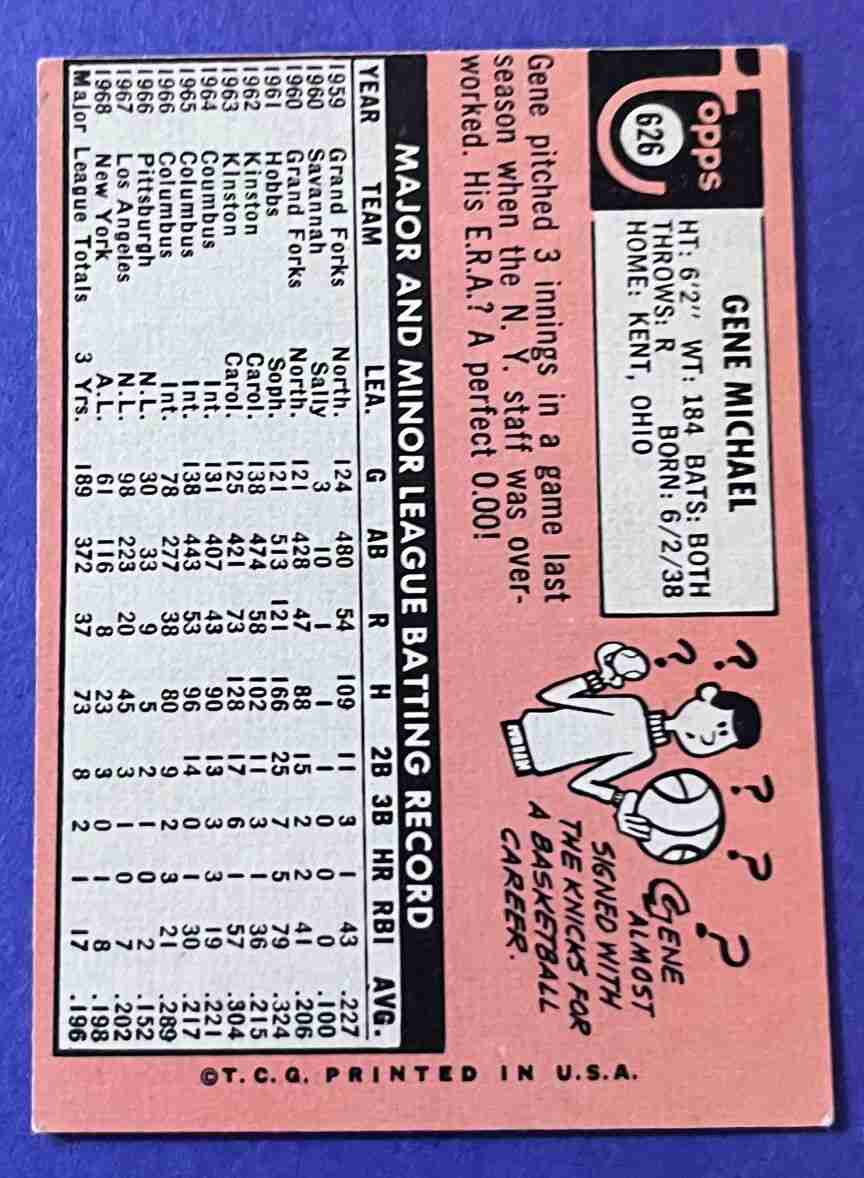 Topps
626
GENE MICHAEL
HT: 6'2" WT: 184 BATS: BOTH
THROWS: R BORN: 6/2/38
HOME: KENT, OHIO
Gene pitched 3 innings in a game last
season when the N. Y. staff was over-
worked. His E.R.A.? A perfect 0.00!
? ? ? ? ?
GENE
ALMOST
SIGNED WITH
THE KNICKS FOR
A BASKETBALL
CAREER.
MAJOR AND MINOR LEAGUE BATTING RECORD
YEAR TEAM LEA. G AB R H 2B 3B HR RBI AVG.
1959 Grand Forks North. 124 480 54 109 11 3 1 43 .227
1960 Savannah Sally 3 10 1 1 1 0 0 0 .100
1960 Grand Forks North. 121 428 47 88 15 2 2 41 .206
1961 Hobbs Soph. 121 513 121 166 25 7 5 79 .324
1962 Kinston Carol. 138 474 58 102 11 3 1 36 .215
1963 KInston Carol. 125 421 73 128 17 6 1 57 .304
1964 Coumbus Int. 131 407 43 90 13 3 3 19 .221
1965 Columbus Int. 138 443 53 96 14 0 1 30 .217
1966 Columbus Int. 78 277 38 80 9 2 3 21 .289
1966 Pittsburgh N.L. 30 33 9 5 2 1 0 2 .152
1967 Los Angeles N.L. 98 223 20 45 3 1 0 7 .202
1968 New York A.L. 61 116 8 23 3 0 1 8 .198
Major League Totals 3 Yrs. 189 372 37 73 8 2 1 17 .196
©T. C. G. PRINTED IN U.S.A.